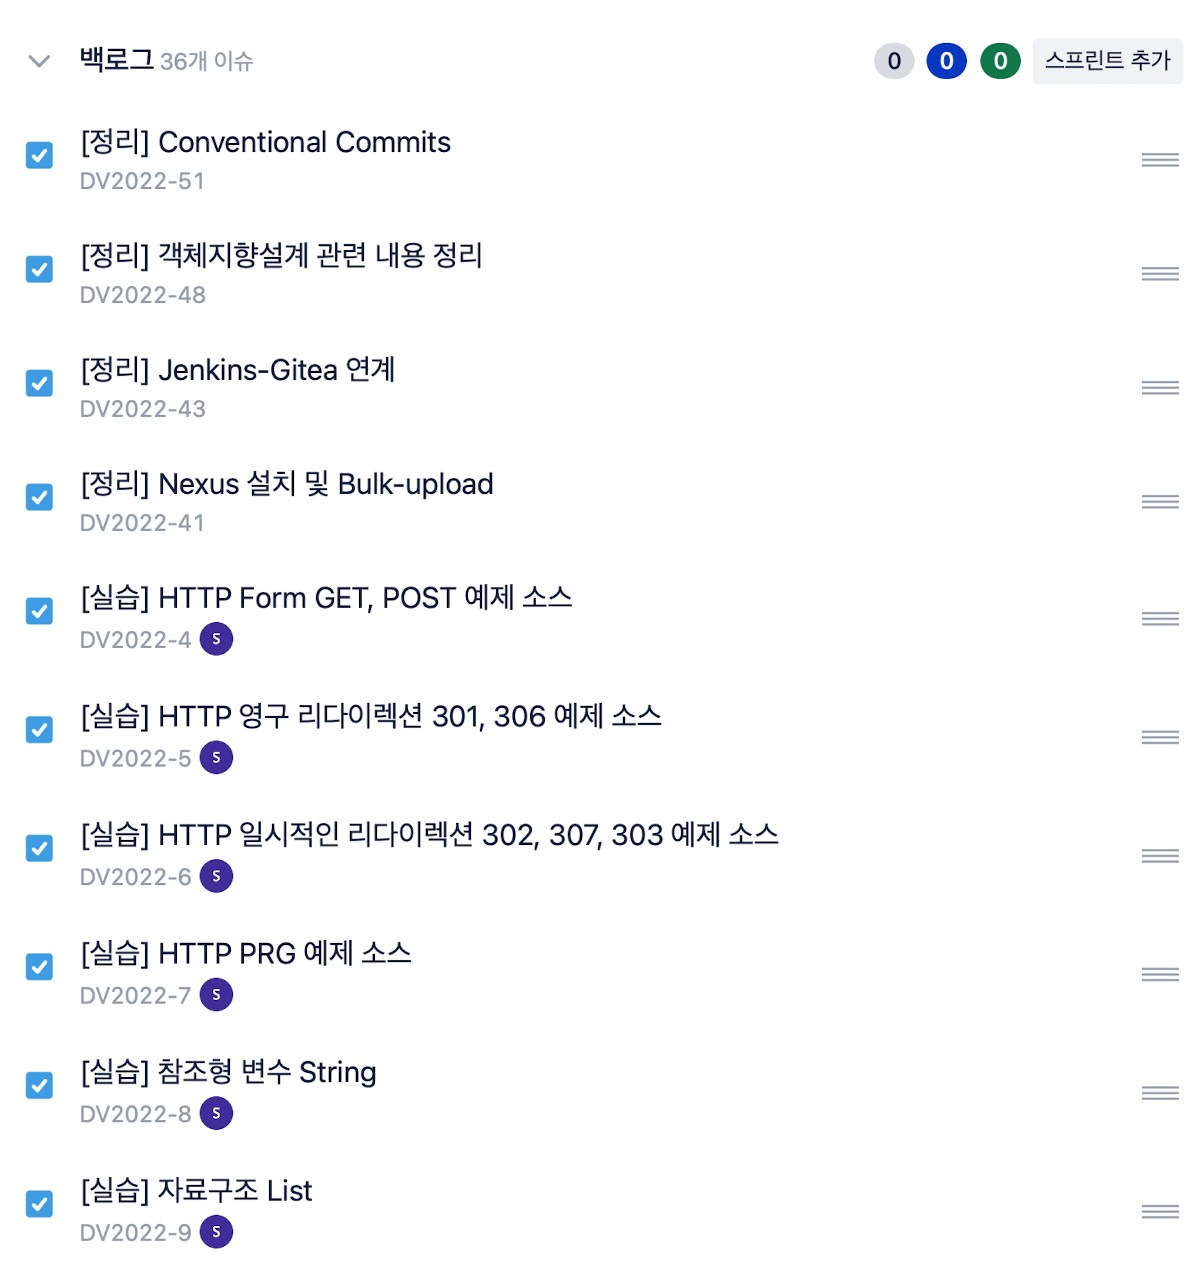 백로그 36개 이슈 0 0 0 스프린트 추가
[정리] Conventional Commits
DV2022-51
[정리] 객체지향설계 관련 내용 정리
DV2022-48
[정리] Jenkins-Gitea 연계
DV2022-43
[정리] Nexus 설치 및 Bulk-upload
DV2022-41
[실습] HTTP Form GET, POST 예제 소스
DV2022-4 S
[실습] HTTP 영구 리다이렉션 301, 306 예제 소스
DV2022-5 S
[실습] HTTP 일시적인 리다이렉션 302, 307, 303 예제 소스
DV2022-6 S
[실습] HTTP PRG 예제 소스
DV2022-7 S
[실습] 참조형 변수 String
DV2022-8 S
[실습] 자료구조 List
DV2022-9 S